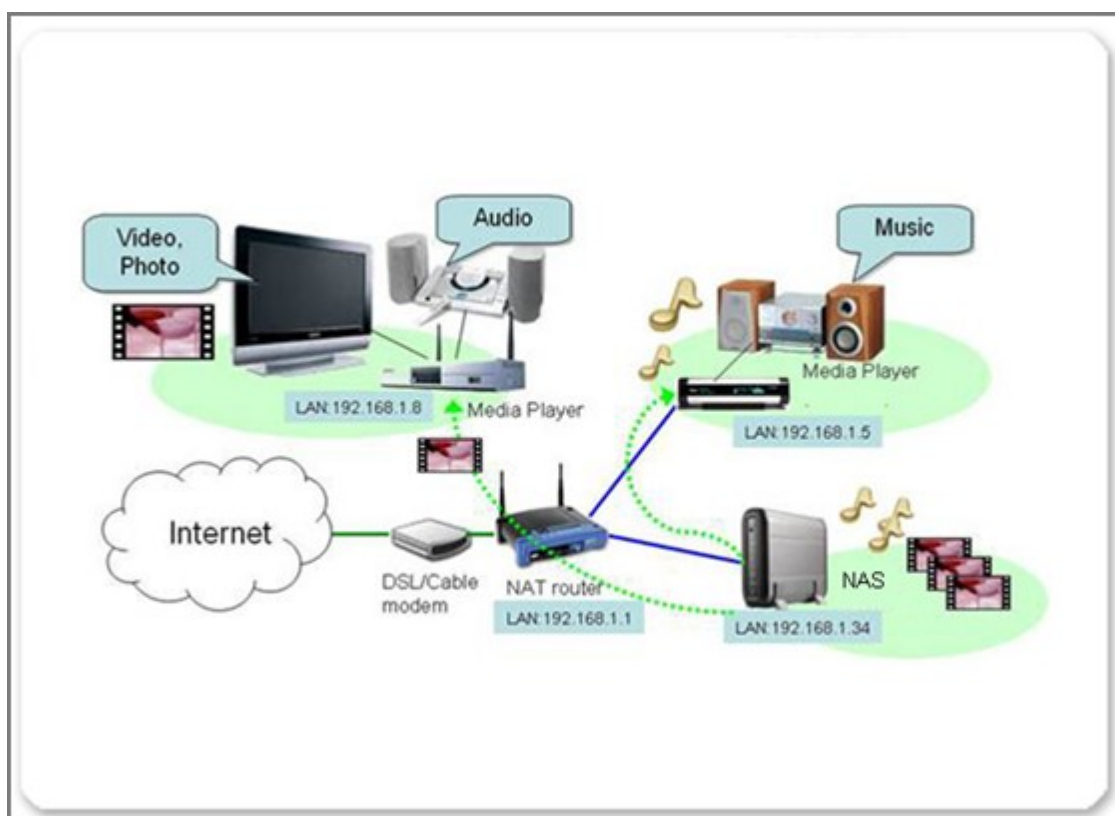 Video,
Photo
Audio
Music
LAN:192.168.1.8
Media Player
Media Player
LAN:192.168.1.5
Internet
DSL/Cable
modem
NAT router
LAN:192.168.1.1
NAS
LAN:192.168.1.34